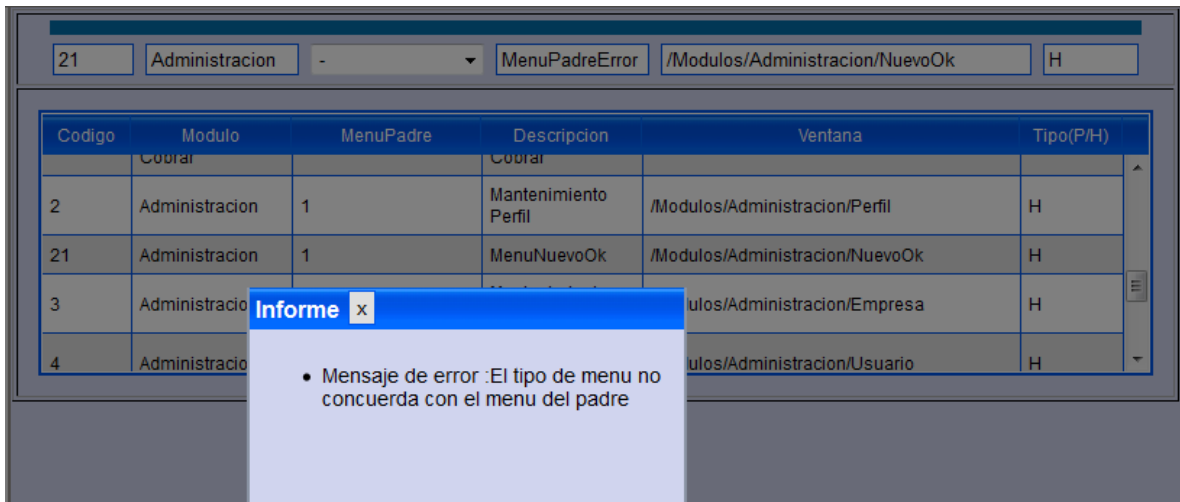 21 Administracion - MenuPadreError /Modulos/Administracion/NuevoOk H
Codigo Modulo MenuPadre Descripcion Ventana Tipo(P/H)
Cobrar Cobrar
2 Administracion 1 Mantenimiento Perfil /Modulos/Administracion/Perfil H
21 Administracion 1 MenuNuevoOk /Modulos/Administracion/NuevoOk H
3 Administracio ulos/Administracion/Empresa H
4 Administracio ulos/Administracion/Usuario H
Informe x
• Mensaje de error :El tipo de menu no
concuerda con el menu del padre